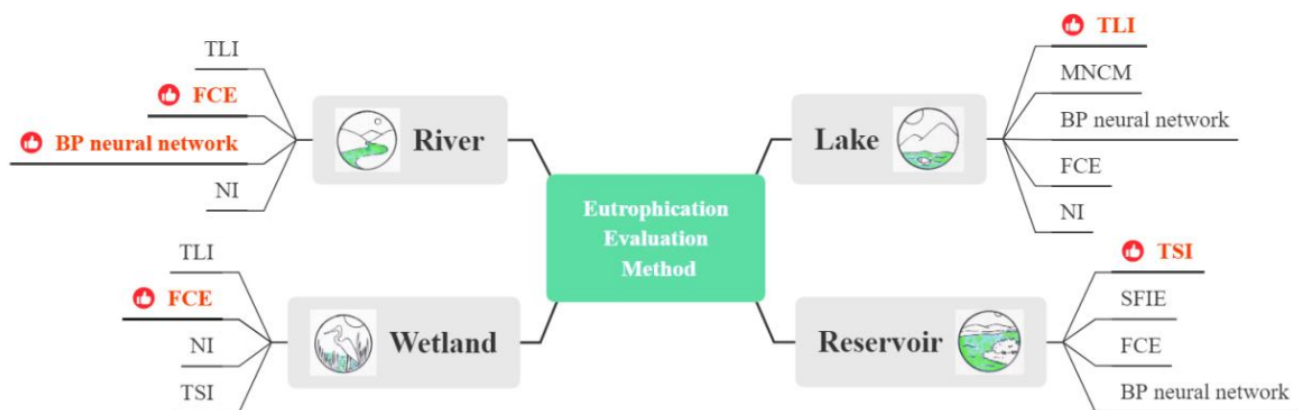 TLI
FCE
BP neural network
NI
River
TLI
FCE
NI
TSI
Wetland
Eutrophication
Evaluation
Method
Lake
TLI
MNCM
BP neural network
FCE
NI
Reservoir
TSI
SFIE
FCE
BP neural network